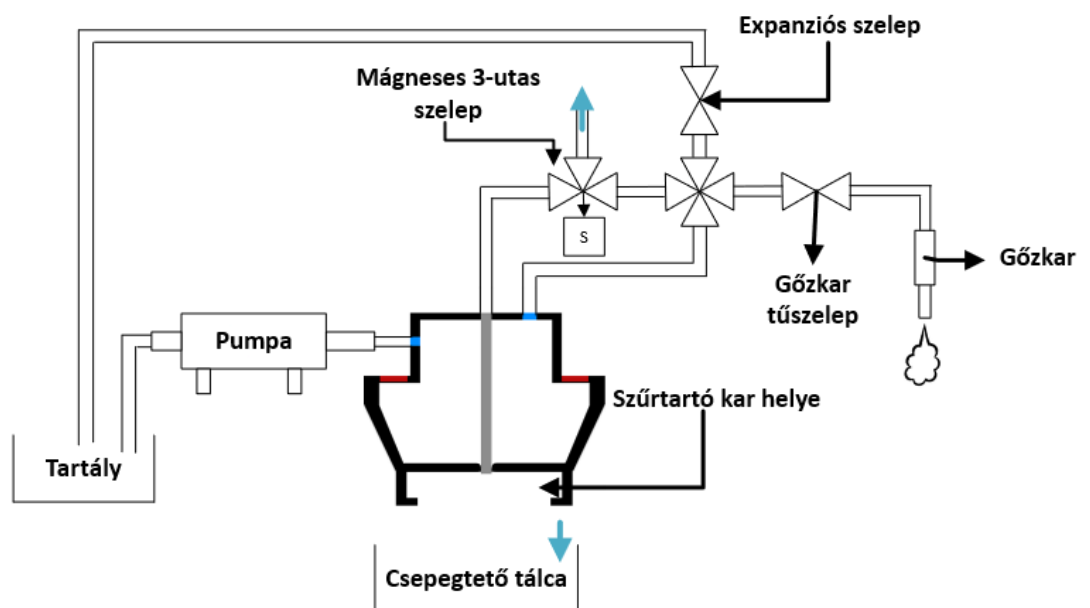 Expanziós szelep
Mágneses 3-utas
szelep
S
Gőzkar
Gőzkar
tűszelep
Pumpa
Szűrtartó kar helye
Tartály
Csepegtető tálca